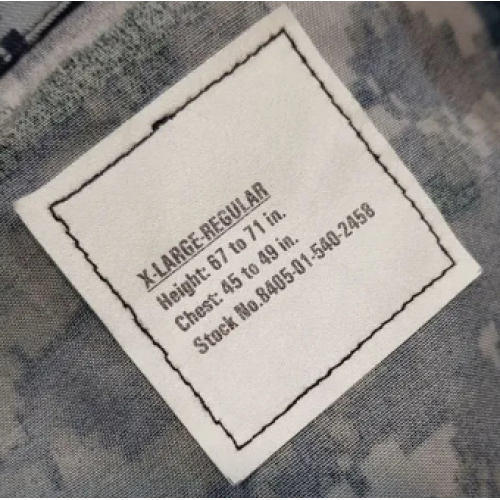 X-LARGE-REGULAR
Height: 67 to 71 in.
Chest: 45 to 49 in.
Stock No.8405-01-540-2458